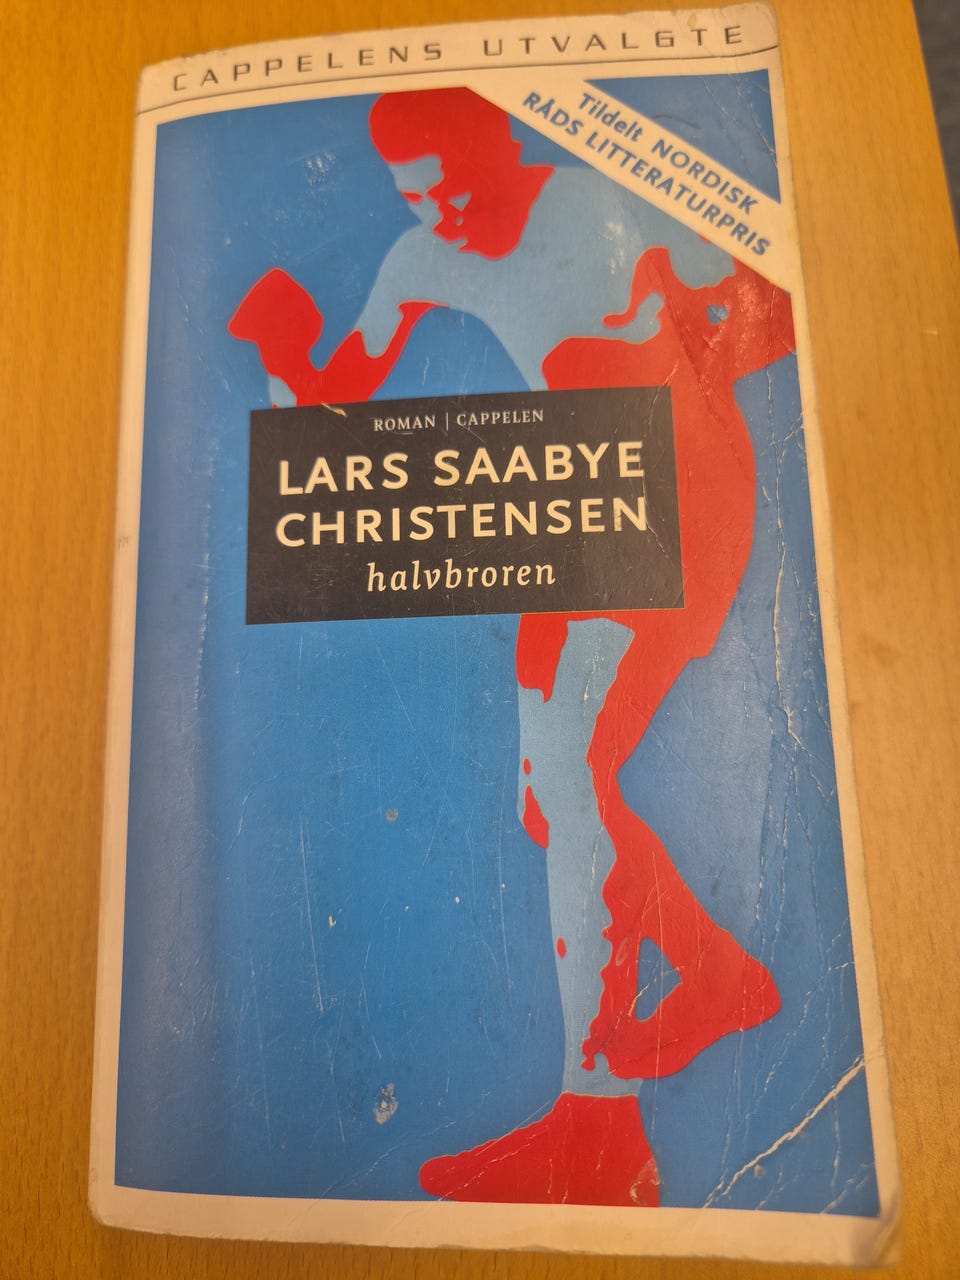 CAPPELENS UTVALGTE
Tildelt NORDISK
RÅDS LITTERATURPRIS
ROMAN | CAPPELEN
LARS SAABYE
CHRISTENSEN
halvbroren